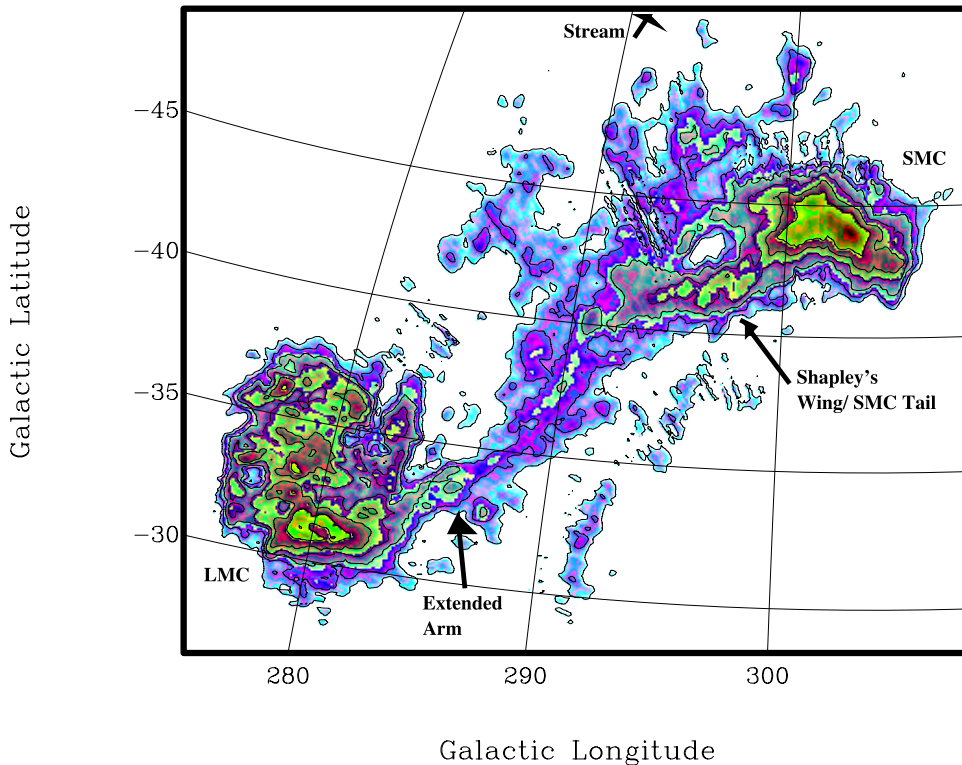 Stream
−45
SMC
−40
Shapley's
Wing/ SMC Tail
−35
−30
LMC
Extended
Arm
280
290
300
Galactic Latitude
Galactic Longitude